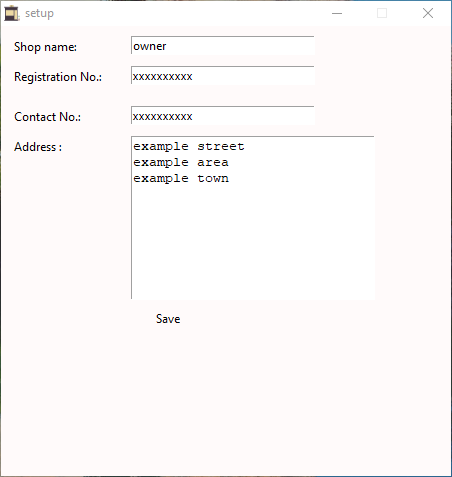 setup
Shop name: owner
Registration No.: xxxxxxxxxx
Contact No.: xxxxxxxxxx
Address : example street
example area
example town
Save